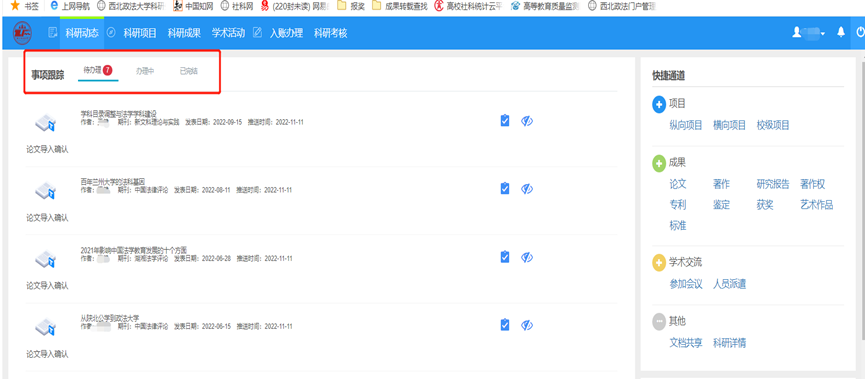 书签 上网导航 西北政法大学科研 中国知网 社科网 (220封未读) 网易 报奖 成果转载查找 高校社科统计云平 高等教育质量监测 西北政法门户管理
科研动态 科研项目 科研成果 学术活动 入账办理 科研考核
事项跟踪 待办理 7 办理中 已完结
学科目录调整与法学学科建设
作者： 期刊：新文科理论与实践 发表日期：2022-09-15 推送时间：2022-11-11
论文导入确认
百年兰州大学的法科基因
作者： 期刊：中国法律评论 发表日期：2022-08-11 推送时间：2022-11-11
论文导入确认
2021年影响中国法学教育发展的十个方面
作者： 期刊：湖湘法学评论 发表日期：2022-06-28 推送时间：2022-11-11
论文导入确认
从陕北公学到政法大学
作者： 期刊：中国法律评论 发表日期：2022-06-15 推送时间：2022-11-11
论文导入确认
快捷通道
项目
纵向项目 横向项目 校级项目
成果
论文 著作 研究报告 著作权
专利 鉴定 获奖 艺术作品
标准
学术交流
参加会议 人员派遣
其他
文档共享 科研详情